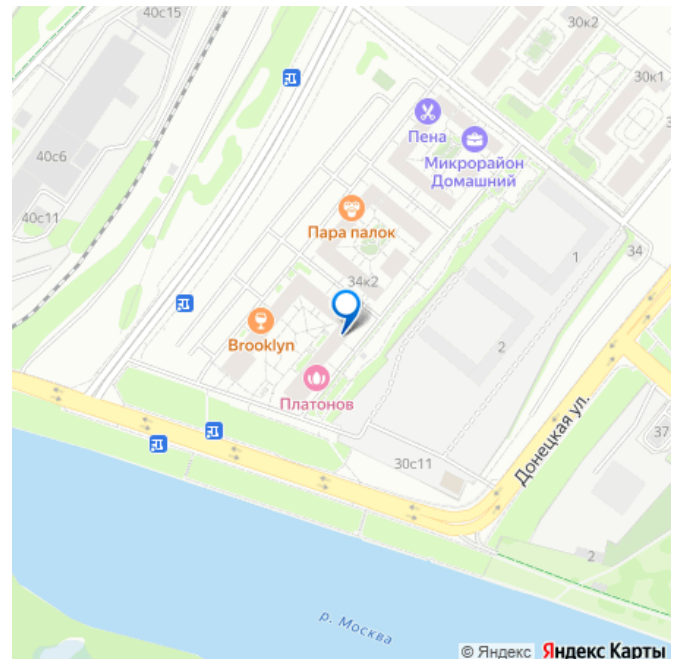 40с15
30к2
30к1
Пена
Микрорайон
Домашний
40с6
40с11
Пара палок
34
1
34к2
Brooklyn
2
Платонов
Донецкая ул.
37
30с11
2
р. Москва
© Яндекс Яндекс Карты